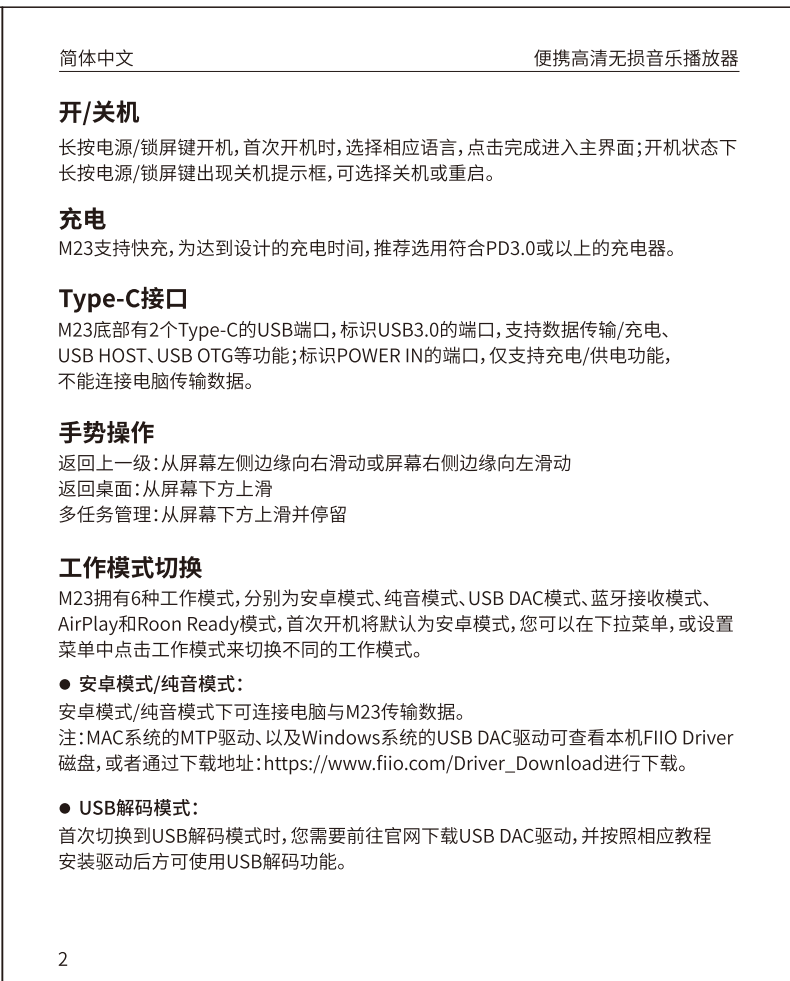 简体中文
便携高清无损音乐播放器
开/关机
长按电源/锁屏键开机，首次开机时，选择相应语言，点击完成进入主界面；开机状态下
长按电源/锁屏键出现关机提示框，可选择关机或重启。
充电
M23支持快充，为达到设计的充电时间，推荐选用符合PD3.0或以上的充电器。
Type-C接口
M23底部有2个Type-C的USB端口，标识USB3.0的端口，支持数据传输/充电、
USB HOST、USB OTG等功能；标识POWER IN的端口，仅支持充电/供电功能，
不能连接电脑传输数据。
手势操作
返回上一级：从屏幕左侧边缘向右滑动或屏幕右侧边缘向左滑动
返回桌面：从屏幕下方上滑
多任务管理：从屏幕下方上滑并停留
工作模式切换
M23拥有6种工作模式，分别为安卓模式、纯音模式、USB DAC模式、蓝牙接收模式、
AirPlay和Roon Ready模式，首次开机将默认为安卓模式，您可以在下拉菜单，或设置
菜单中点击工作模式来切换不同的工作模式。
● 安卓模式/纯音模式：
安卓模式/纯音模式下可连接电脑与M23传输数据。
注：MAC系统的MTP驱动、以及Windows系统的USB DAC驱动可查看本机FIIO Driver
磁盘，或者通过下载地址：https://www.fiio.com/Driver_Download进行下载。
● USB解码模式：
首次切换到USB解码模式时，您需要前往官网下载USB DAC驱动，并按照相应教程
安装驱动后方可使用USB解码功能。
2